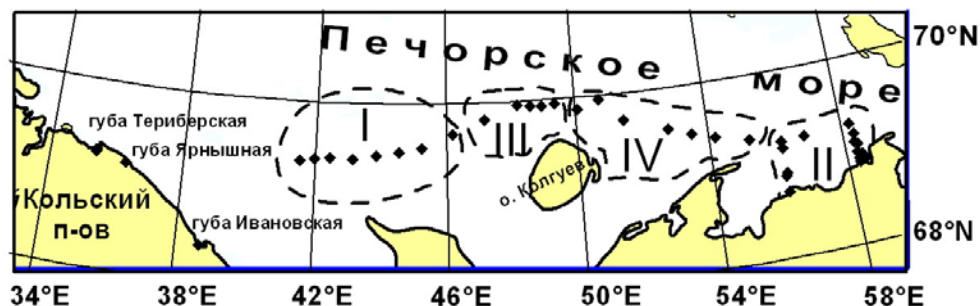 Печорское море
70°N
губа Териберская
губа Ярнышная
I
III
IV
II
о. Колгуев
Кольский
п-ов
губа Ивановская
68°N
34°E 38°E 42°E 46°E 50°E 54°E 58°E